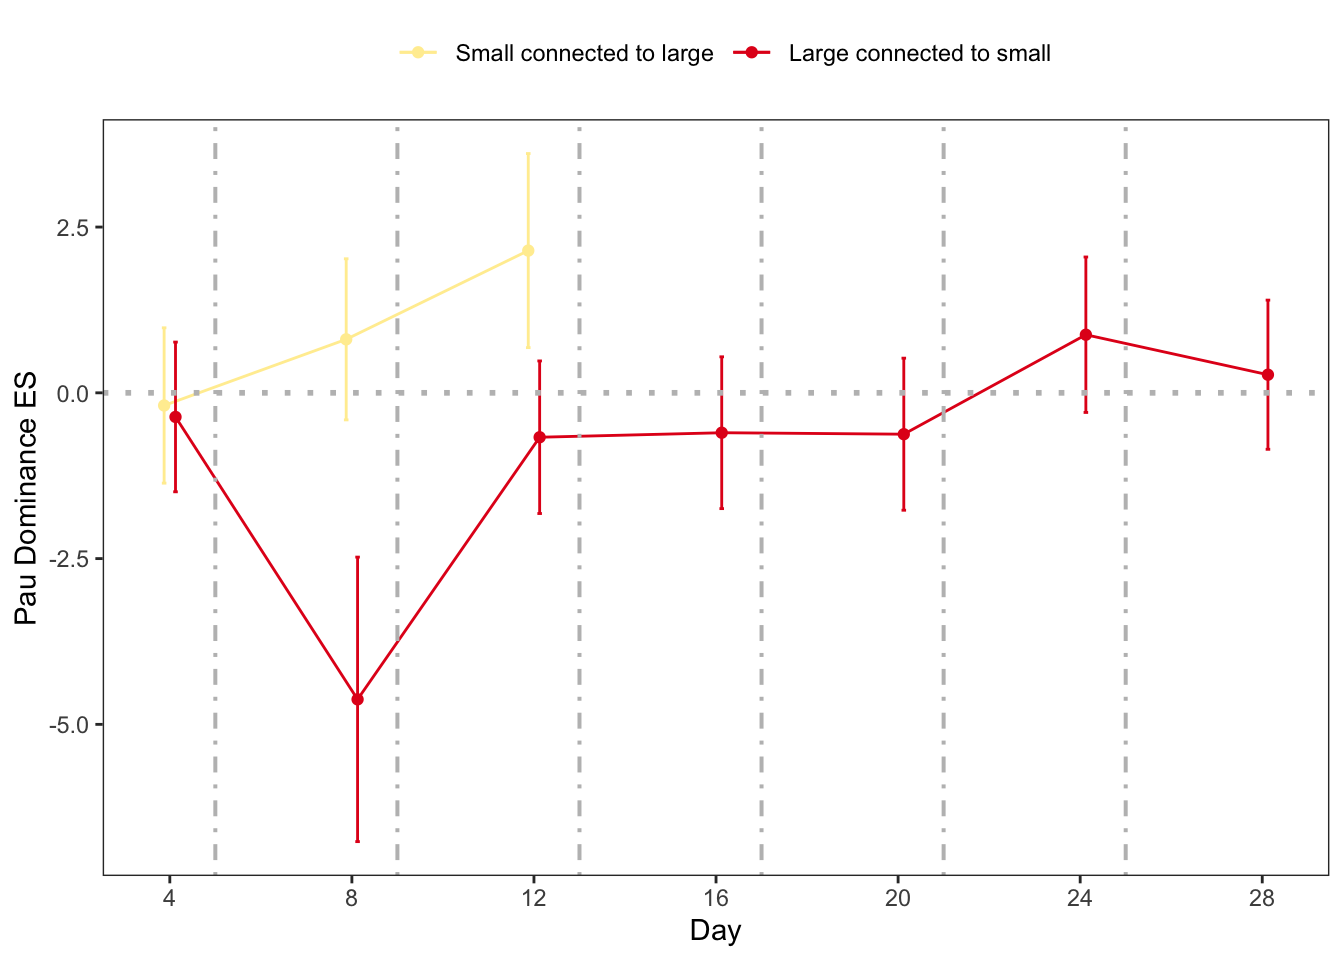 Small connected to large Large connected to small
Pau Dominance ES
2.5
0.0
-2.5
-5.0
4 8 12 16 20 24 28
Day